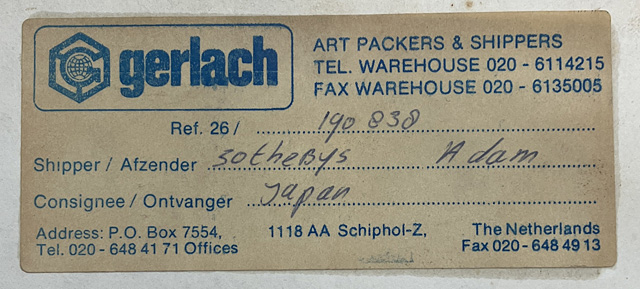 gerlach
ART PACKERS & SHIPPERS
TEL. WAREHOUSE 020 - 6114215
FAX WAREHOUSE 020 - 6135005
Ref. 26 / 190 838
Shipper / Afzender Sothebys Adam
Consignee / Ontvanger Japan
Address: P.O. Box 7554, 1118 AA Schiphol-Z, The Netherlands
Tel. 020 - 648 41 71 Offices Fax 020 - 648 49 13